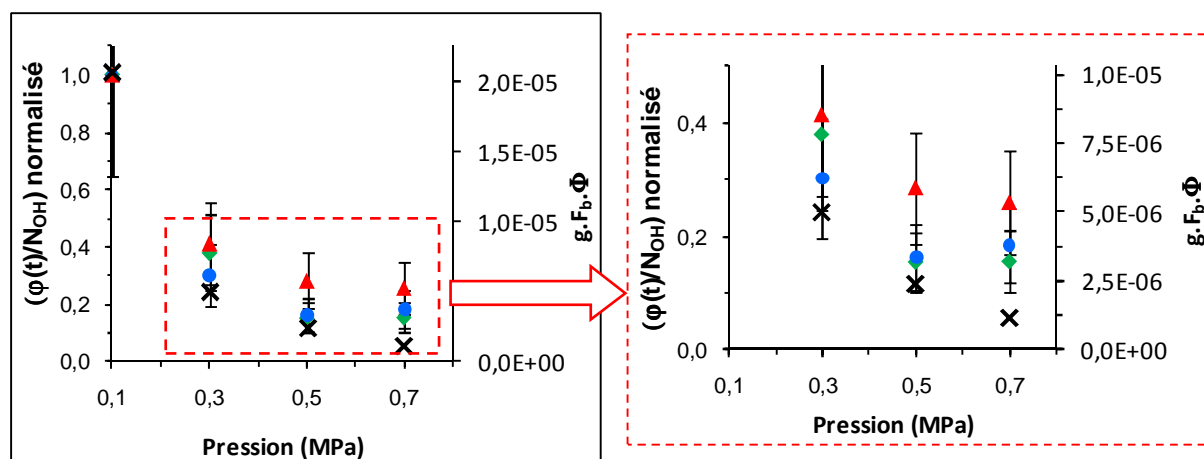 (φ(t)/N_OH) normalisé
1,0
0,8
0,6
0,4
0,2
0,0
2,0E-05
1,5E-05
1,0E-05
5,0E-06
0,0E+00
g.F_b.Φ
0,1 0,3 0,5 0,7
Pression (MPa)
(φ(t)/N_OH) normalisé
0,4
0,2
0,0
1,0E-05
7,5E-06
5,0E-06
2,5E-06
0,0E+00
g.F_b.Φ
0,1 0,3 0,5 0,7
Pression (MPa)